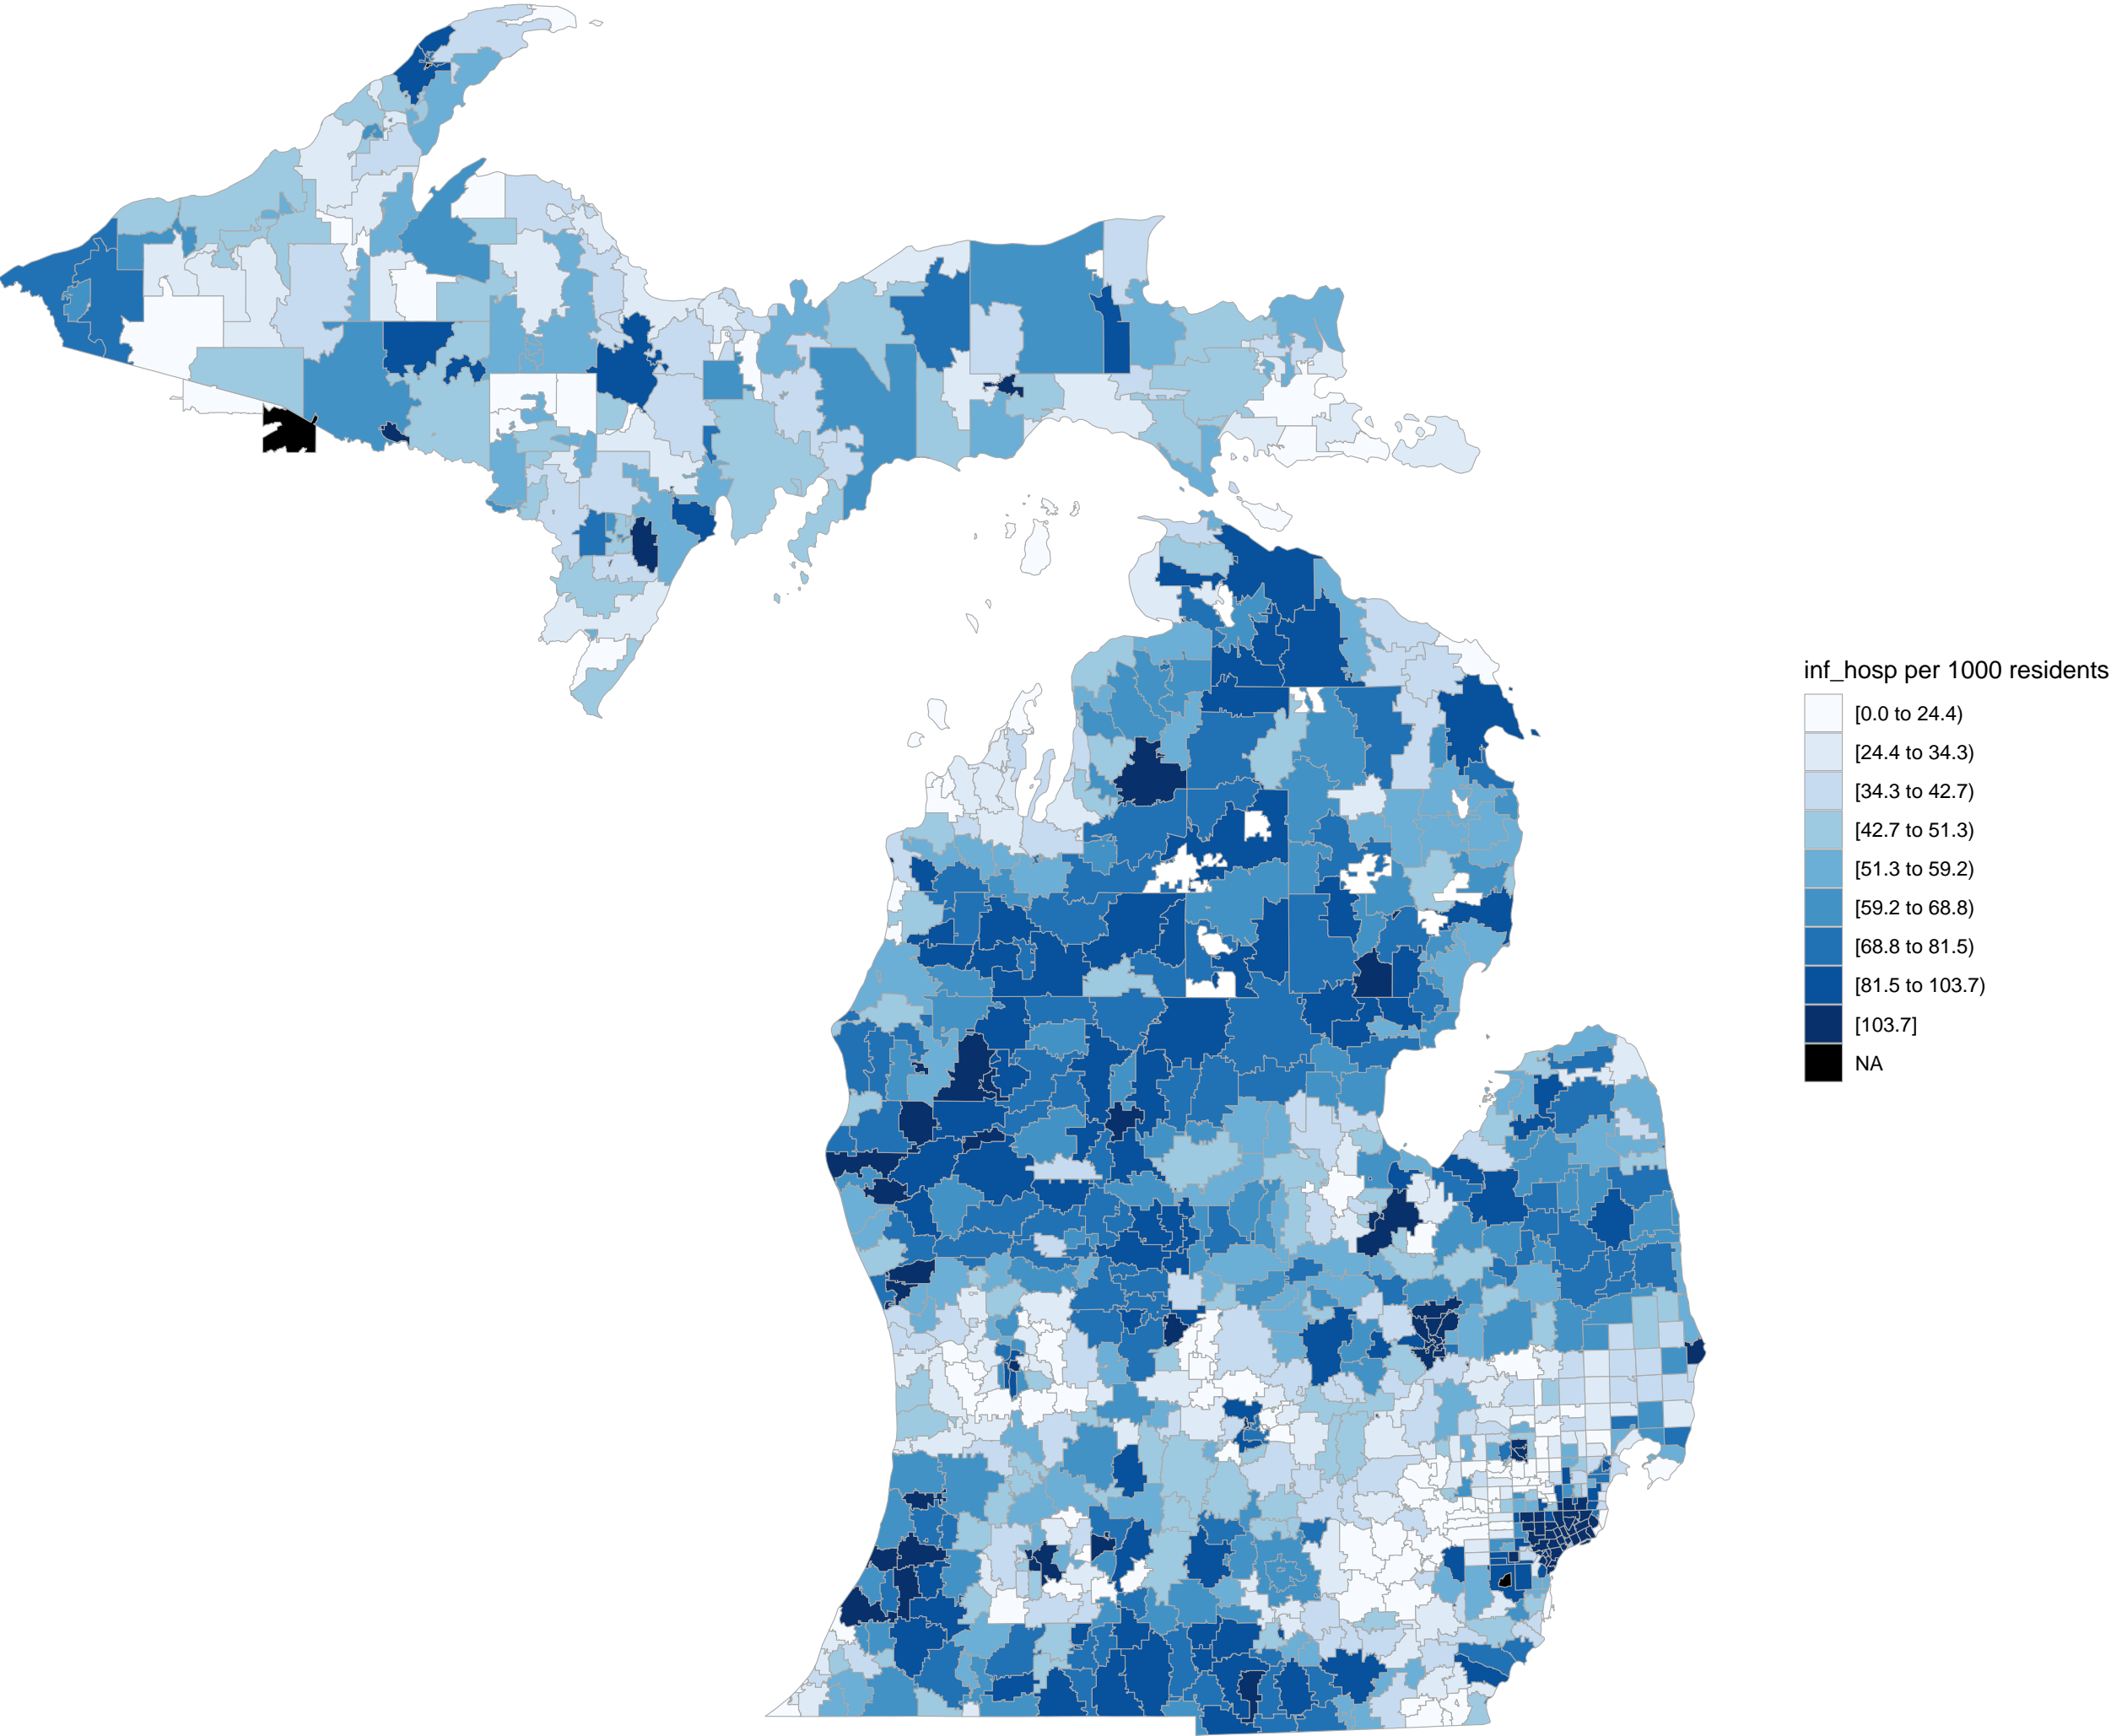 inf_hosp per 1000 residents
[0.0 to 24.4)
[24.4 to 34.3)
[34.3 to 42.7)
[42.7 to 51.3)
[51.3 to 59.2)
[59.2 to 68.8)
[68.8 to 81.5)
[81.5 to 103.7)
[103.7]
NA